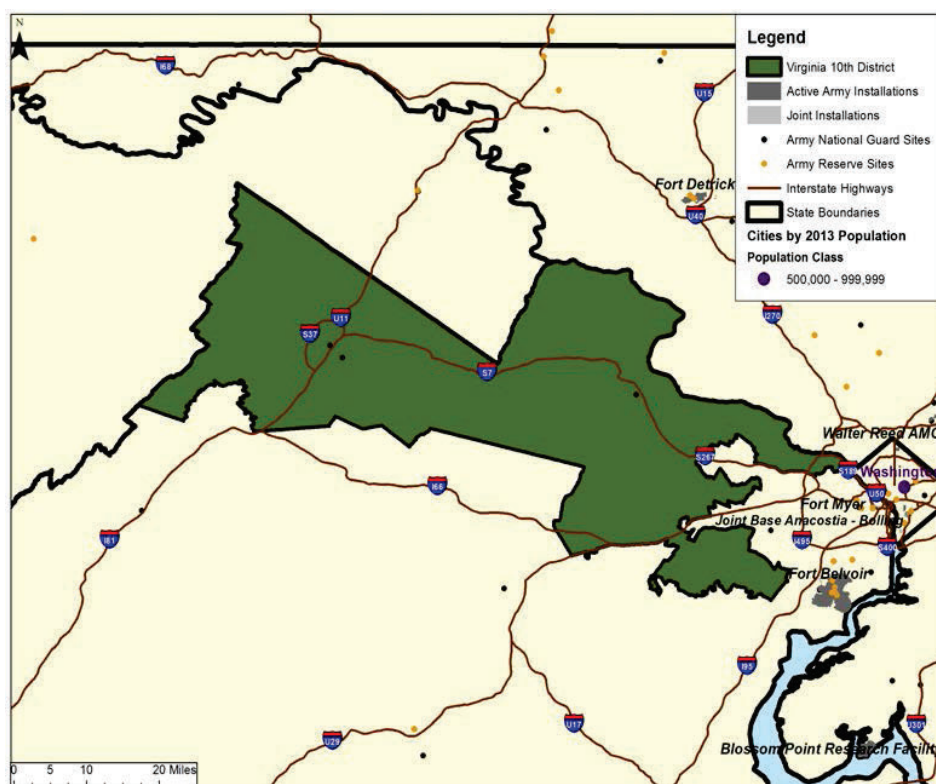 N
Legend
Virginia 10th District
Active Army Installations
Joint Installations
Army National Guard Sites
Army Reserve Sites
Interstate Highways
State Boundaries
Cities by 2013 Population
Population Class
500,000 - 999,999
I68
U15
Fort Detrick
U40
I270
U11
S37
S7
Walter Reed AMC
S267
Washington
I66
U50
Fort Myer
Joint Base Anacostia - Bolling
I81
I495
S400
Fort Belvoir
I95
U17
U301
U29
Blossom Point Research Facility
0 5 10 20 Miles